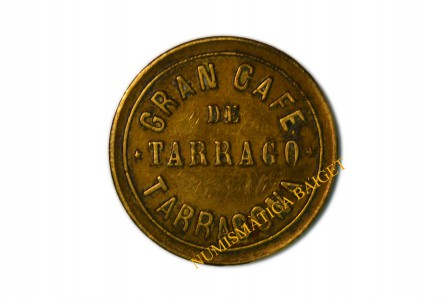 GRAN CAFE
DE
TARRAGO
TARRAGONA
NUMISMATICA BAIGET